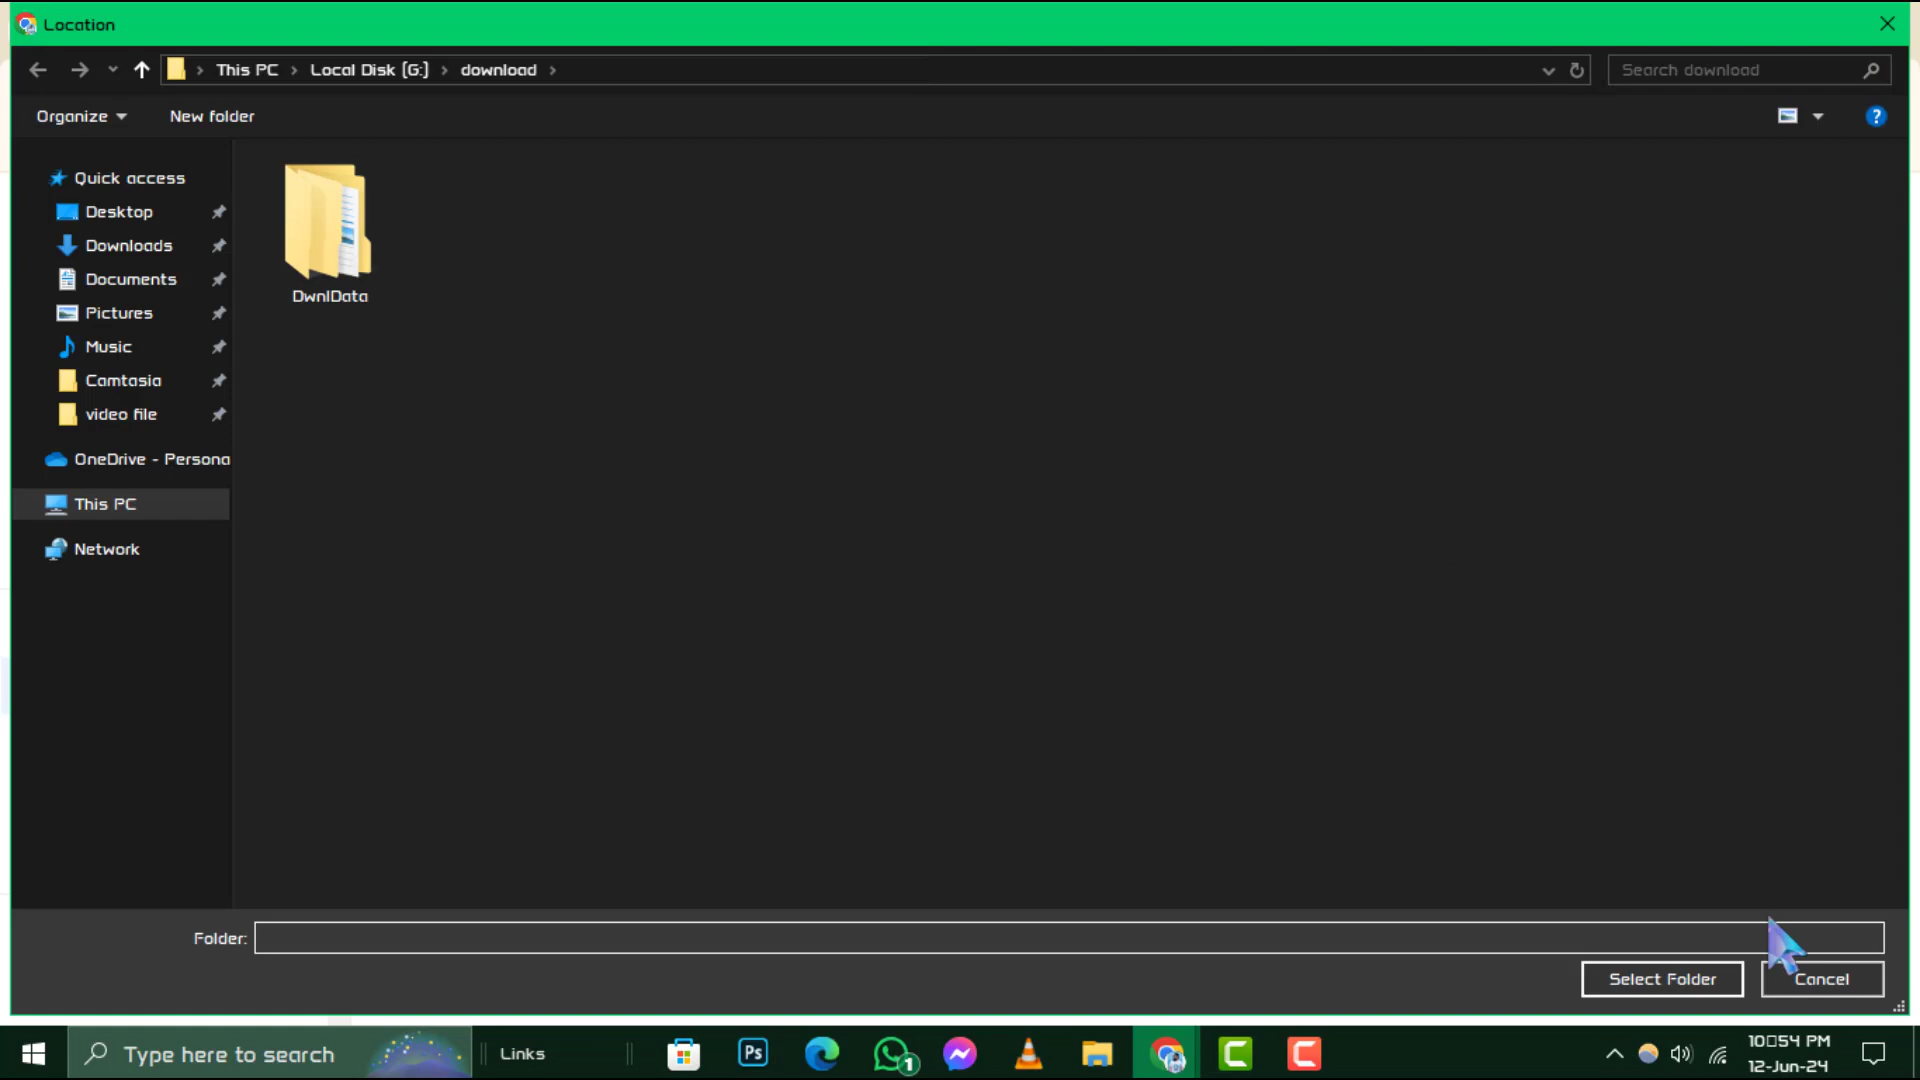 Location
This PC
Local Disk (G:)
download
Search download
Organize
New folder
?
Quick access
Desktop
Downloads
Documents
Pictures
Music
Camtasia
video file
OneDrive - Persona
This PC
Network
DwnlData
Folder:
Select Folder
Cancel
Type here to search
Links
Ps
1
10□54 PM
12-Jun-24